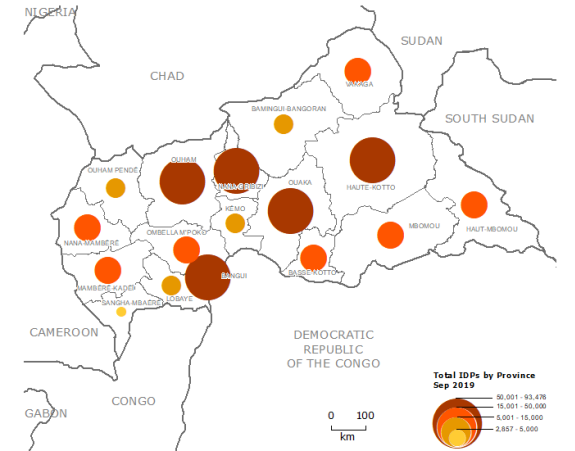 NIGERIA
SUDAN
CHAD
VAKAGA
BAMINGUI-BANGORAN
SOUTH SUDAN
OUHAM
OUHAM PENDÉ
OUAKA
HAUTE-KOTTO
KÉMO
MBOMOU
HAUT-MBOMOU
OMBELLA M'POKO
NANA-MAMBÉRÉ
BASSE-KOTTO
BANGUI
MAMBÉRÉ-KADÉÏ
LOBAYE
SANGHA-MBAÉRÉ
CAMEROON
DEMOCRATIC
REPUBLIC
OF THE CONGO
CONGO
GABON
0 100
km
Total IDPs by Province
Sep 2019
50,001 - 93,476
15,001 - 50,000
5,001 - 15,000
2,857 - 5,000